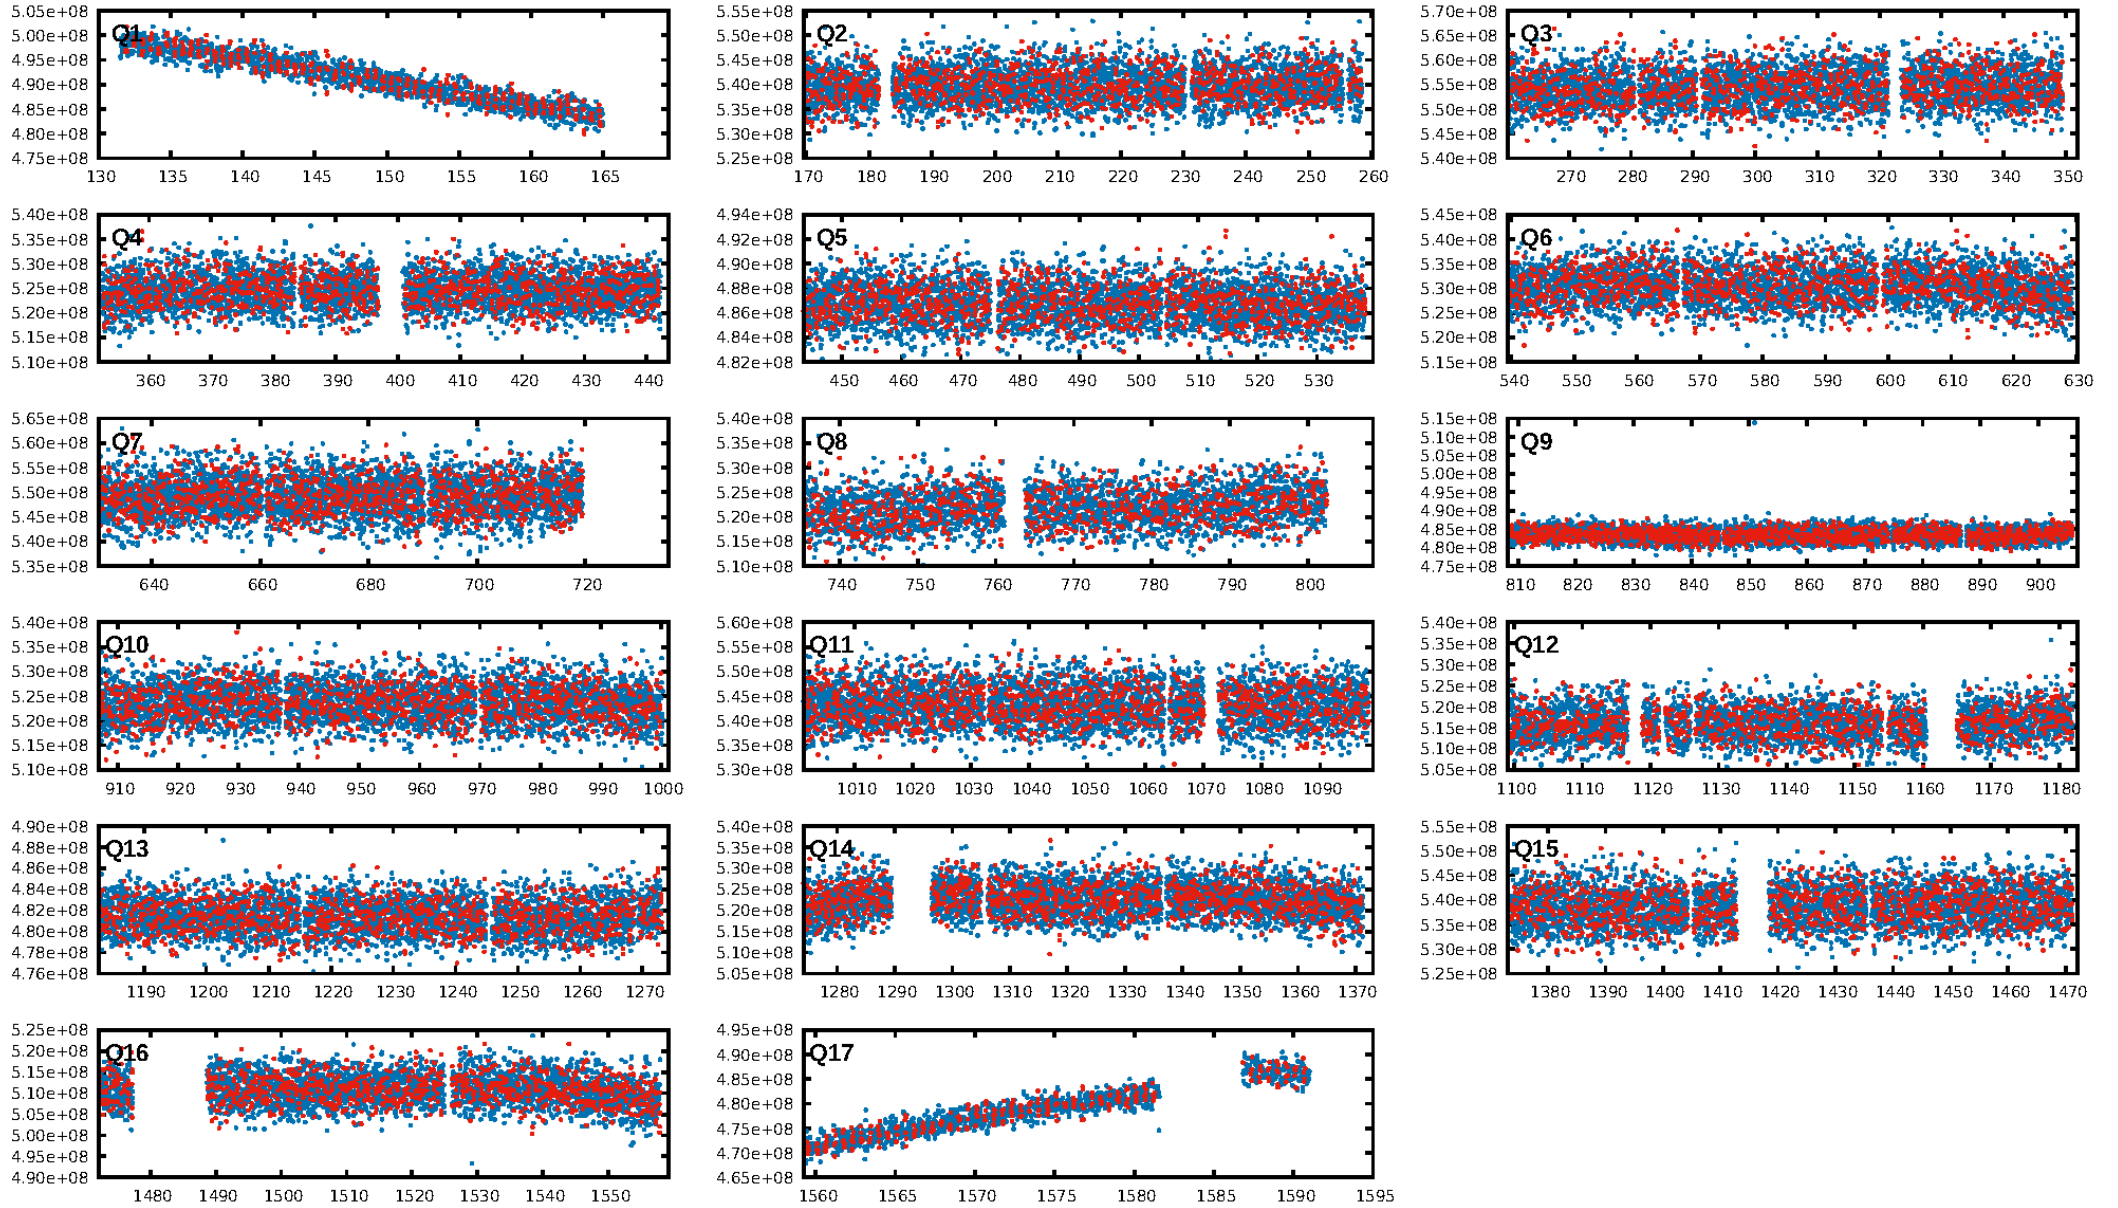 5.05e+08 5.00e+08 4.95e+08 4.90e+08 4.85e+08 4.80e+08 4.75e+08
Q1
130 135 140 145 150 155 160 165
5.55e+08 5.50e+08 5.45e+08 5.40e+08 5.35e+08 5.30e+08 5.25e+08
Q2
170 180 190 200 210 220 230 240 250 260
5.70e+08 5.65e+08 5.60e+08 5.55e+08 5.50e+08 5.45e+08 5.40e+08
Q3
270 280 290 300 310 320 330 340 350
5.40e+08 5.35e+08 5.30e+08 5.25e+08 5.20e+08 5.15e+08 5.10e+08
Q4
360 370 380 390 400 410 420 430 440
4.94e+08 4.92e+08 4.90e+08 4.88e+08 4.86e+08 4.84e+08 4.82e+08
Q5
450 460 470 480 490 500 510 520 530
5.45e+08 5.40e+08 5.35e+08 5.30e+08 5.25e+08 5.20e+08 5.15e+08
Q6
540 550 560 570 580 590 600 610 620 630
5.65e+08 5.60e+08 5.55e+08 5.50e+08 5.45e+08 5.40e+08 5.35e+08
Q7
640 660 680 700 720
5.40e+08 5.35e+08 5.30e+08 5.25e+08 5.20e+08 5.15e+08 5.10e+08
Q8
740 750 760 770 780 790 800
5.15e+08 5.10e+08 5.05e+08 5.00e+08 4.95e+08 4.90e+08 4.85e+08 4.80e+08 4.75e+08
Q9
810 820 830 840 850 860 870 880 890 900
5.40e+08 5.35e+08 5.30e+08 5.25e+08 5.20e+08 5.15e+08 5.10e+08
Q10
910 920 930 940 950 960 970 980 990 1000
5.60e+08 5.55e+08 5.50e+08 5.45e+08 5.40e+08 5.35e+08 5.30e+08
Q11
1010 1020 1030 1040 1050 1060 1070 1080 1090
5.40e+08 5.35e+08 5.30e+08 5.25e+08 5.20e+08 5.15e+08 5.10e+08 5.05e+08
Q12
1100 1110 1120 1130 1140 1150 1160 1170 1180
4.90e+08 4.88e+08 4.86e+08 4.84e+08 4.82e+08 4.80e+08 4.78e+08 4.76e+08
Q13
1190 1200 1210 1220 1230 1240 1250 1260 1270
5.40e+08 5.35e+08 5.30e+08 5.25e+08 5.20e+08 5.15e+08 5.10e+08 5.05e+08
Q14
1280 1290 1300 1310 1320 1330 1340 1350 1360 1370
5.55e+08 5.50e+08 5.45e+08 5.40e+08 5.35e+08 5.30e+08 5.25e+08
Q15
1380 1390 1400 1410 1420 1430 1440 1450 1460 1470
5.25e+08 5.20e+08 5.15e+08 5.10e+08 5.05e+08 5.00e+08 4.95e+08 4.90e+08
Q16
1480 1490 1500 1510 1520 1530 1540 1550
4.95e+08 4.90e+08 4.85e+08 4.80e+08 4.75e+08 4.70e+08 4.65e+08
Q17
1560 1565 1570 1575 1580 1585 1590 1595